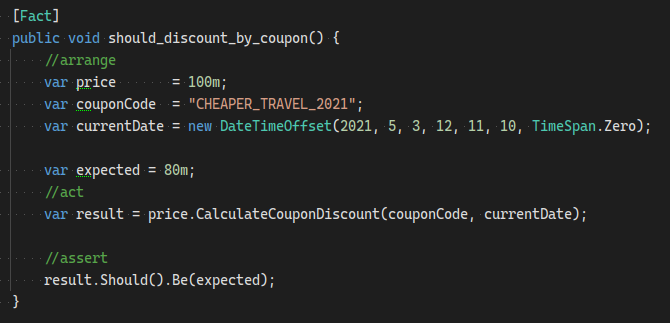 [Fact]
public void should_discount_by_coupon() {
//arrange
var price = 100m;
var couponCode = "CHEAPER_TRAVEL_2021";
var currentDate = new DateTimeOffset(2021, 5, 3, 12, 11, 10, TimeSpan.Zero);
var expected = 80m;
//act
var result = price.CalculateCouponDiscount(couponCode, currentDate);
//assert
result.Should().Be(expected);
}